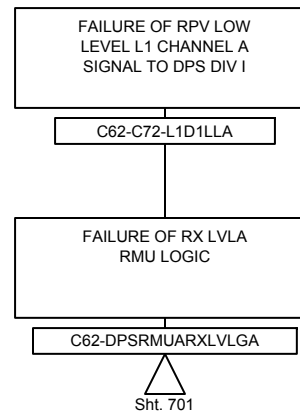 FAILURE OF RPV LOW
LEVEL L1 CHANNEL A
SIGNAL TO DPS DIV I
C62-C72-L1D1LLA
FAILURE OF RX LVLA
RMU LOGIC
C62-DPSRMUARXLVLGA
Sht. 701